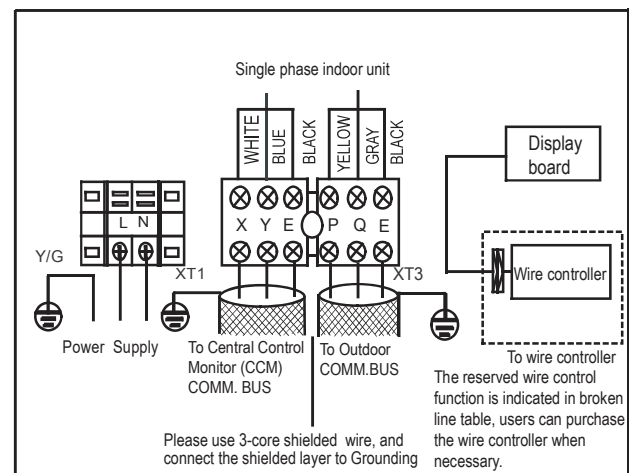 Single phase indoor unit
WHITE
BLUE
BLACK
YELLOW
GRAY
BLACK
Display
board
L N
X Y E P Q E
Y/G
XT1
XT3
Wire controller
Power Supply
To Central Control
Monitor (CCM)
COMM. BUS
To Outdoor
COMM.BUS
To wire controller
The reserved wire control
function is indicated in broken
line table, users can purchase
the wire controller when
necessary.
Please use 3-core shielded wire, and
connect the shielded layer to Grounding